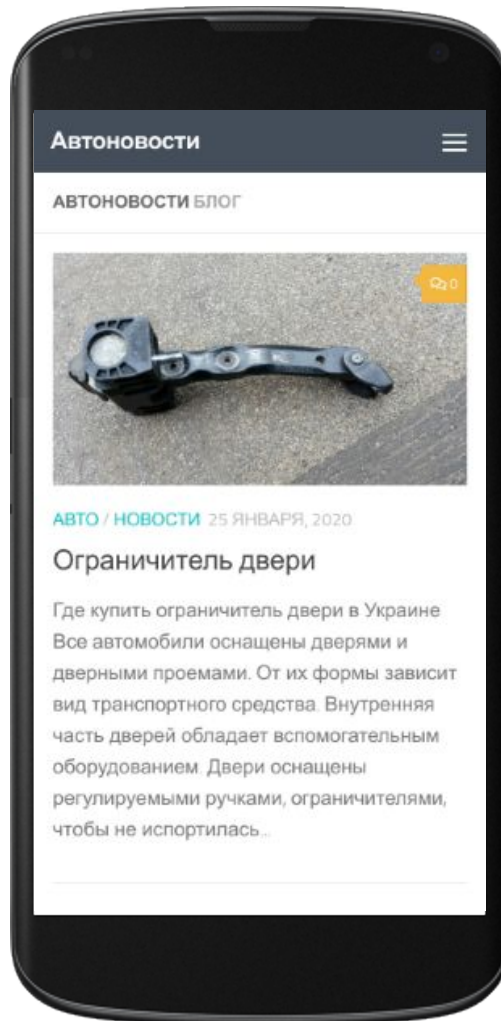 Автоновости
АВТОНОВОСТИ БЛОГ
0
АВТО / НОВОСТИ 25 ЯНВАРЯ, 2020
Ограничитель двери
Где купить ограничитель двери в Украине
Все автомобили оснащены дверями и
дверными проемами. От их формы зависит
вид транспортного средства. Внутренняя
часть дверей обладает вспомогательным
оборудованием. Двери оснащены
регулируемыми ручками, ограничителями,
чтобы не испортилась...